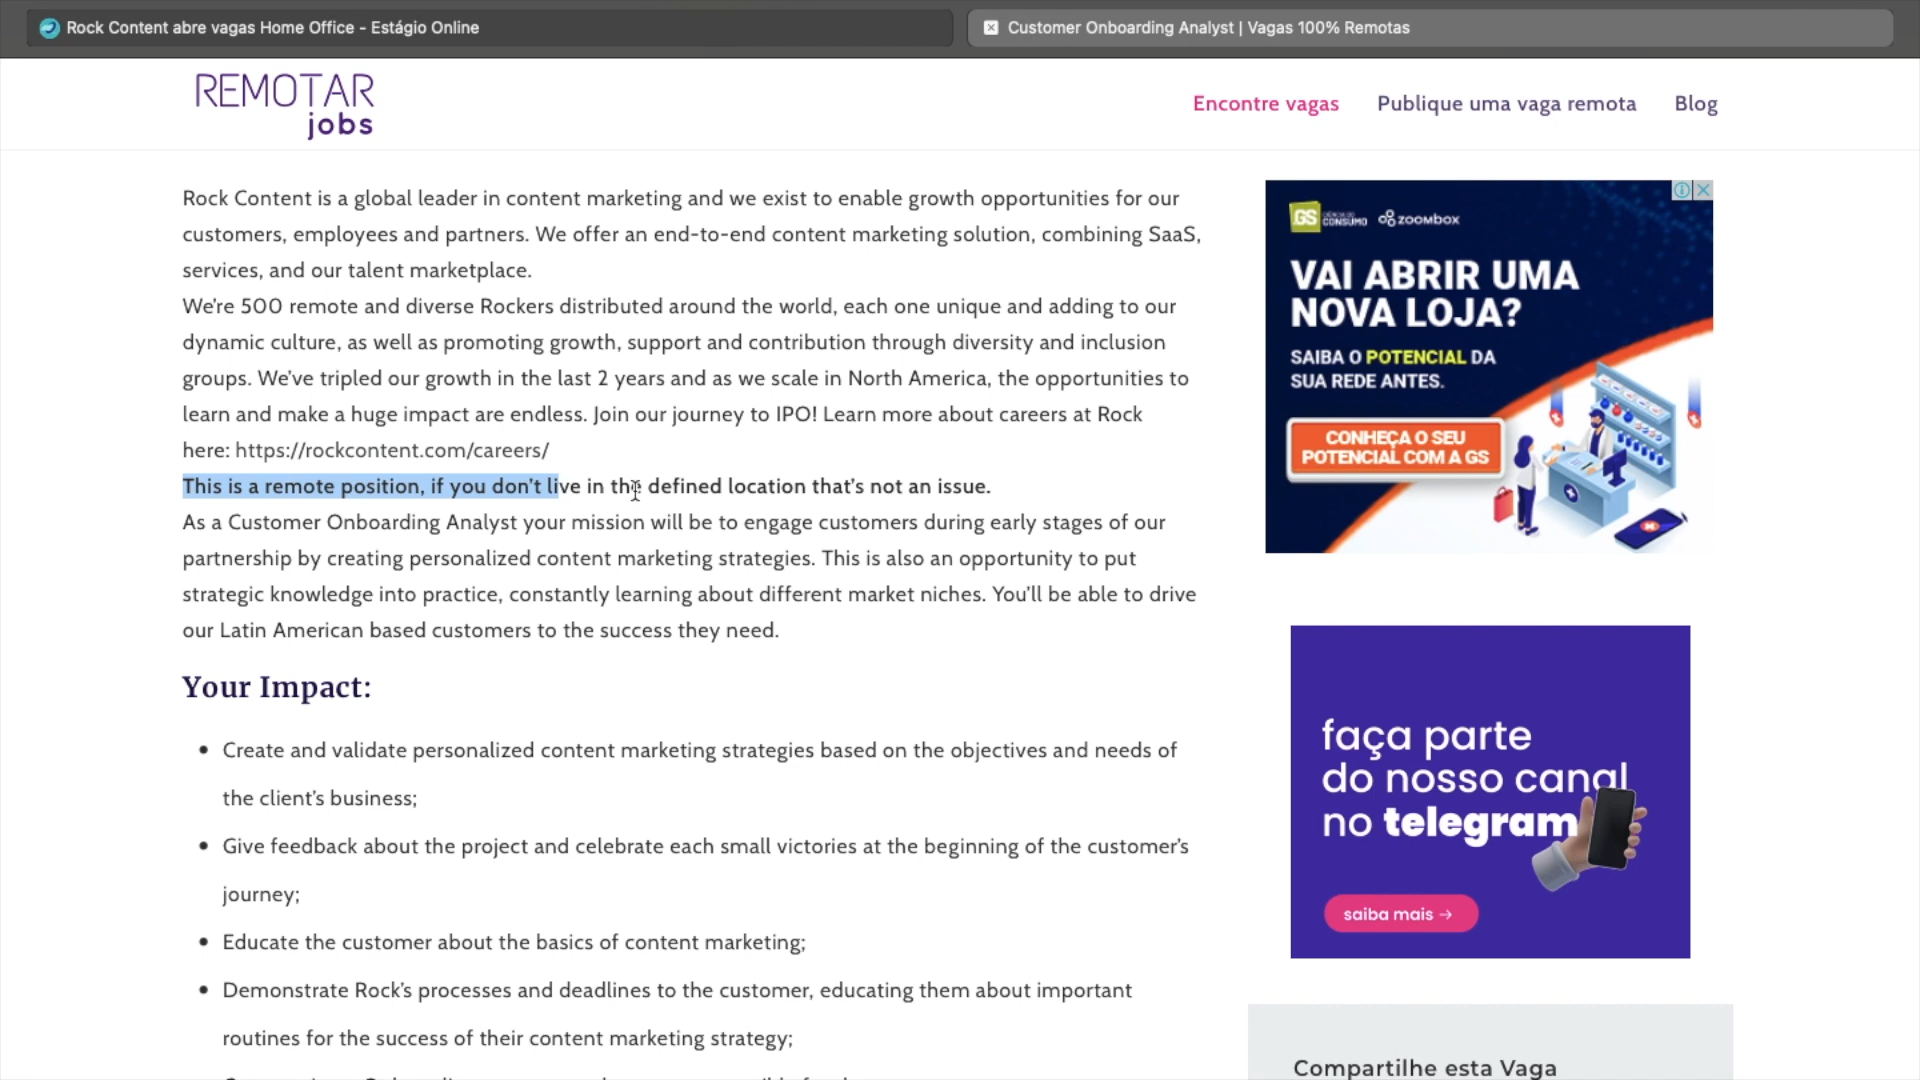 Rock Content abre vagas Home Office - Estágio Online
Customer Onboarding Analyst | Vagas 100% Remotas
REMOTAR
jobs
Encontre vagas
Publique uma vaga remota
Blog
Rock Content is a global leader in content marketing and we exist to enable growth opportunities for our
customers, employees and partners. We offer an end-to-end content marketing solution, combining SaaS,
services, and our talent marketplace.
We're 500 remote and diverse Rockers distributed around the world, each one unique and adding to our
dynamic culture, as well as promoting growth, support and contribution through diversity and inclusion
groups. We've tripled our growth in the last 2 years and as we scale in North America, the opportunities to
learn and make a huge impact are endless. Join our journey to IPO! Learn more about careers at Rock
here: https://rockcontent.com/careers/
This is a remote position, if you don't live in the defined location that's not an issue.
As a Customer Onboarding Analyst your mission will be to engage customers during early stages of our
partnership by creating personalized content marketing strategies. This is also an opportunity to put
strategic knowledge into practice, constantly learning about different market niches. You'll be able to drive
our Latin American based customers to the success they need.
Your Impact:
• Create and validate personalized content marketing strategies based on the objectives and needs of
the client's business;
• Give feedback about the project and celebrate each small victories at the beginning of the customer's
journey;
• Educate the customer about the basics of content marketing;
• Demonstrate Rock's processes and deadlines to the customer, educating them about important
routines for the success of their content marketing strategy;
GS CIÊNCIA DO
CONSUMO
zoombox
VAI ABRIR UMA
NOVA LOJA?
SAIBA O POTENCIAL DA
SUA REDE ANTES.
CONHEÇA O SEU
POTENCIAL COM A GS
faça parte
do nosso canal
no telegram
saiba mais →
Compartilhe esta Vaga